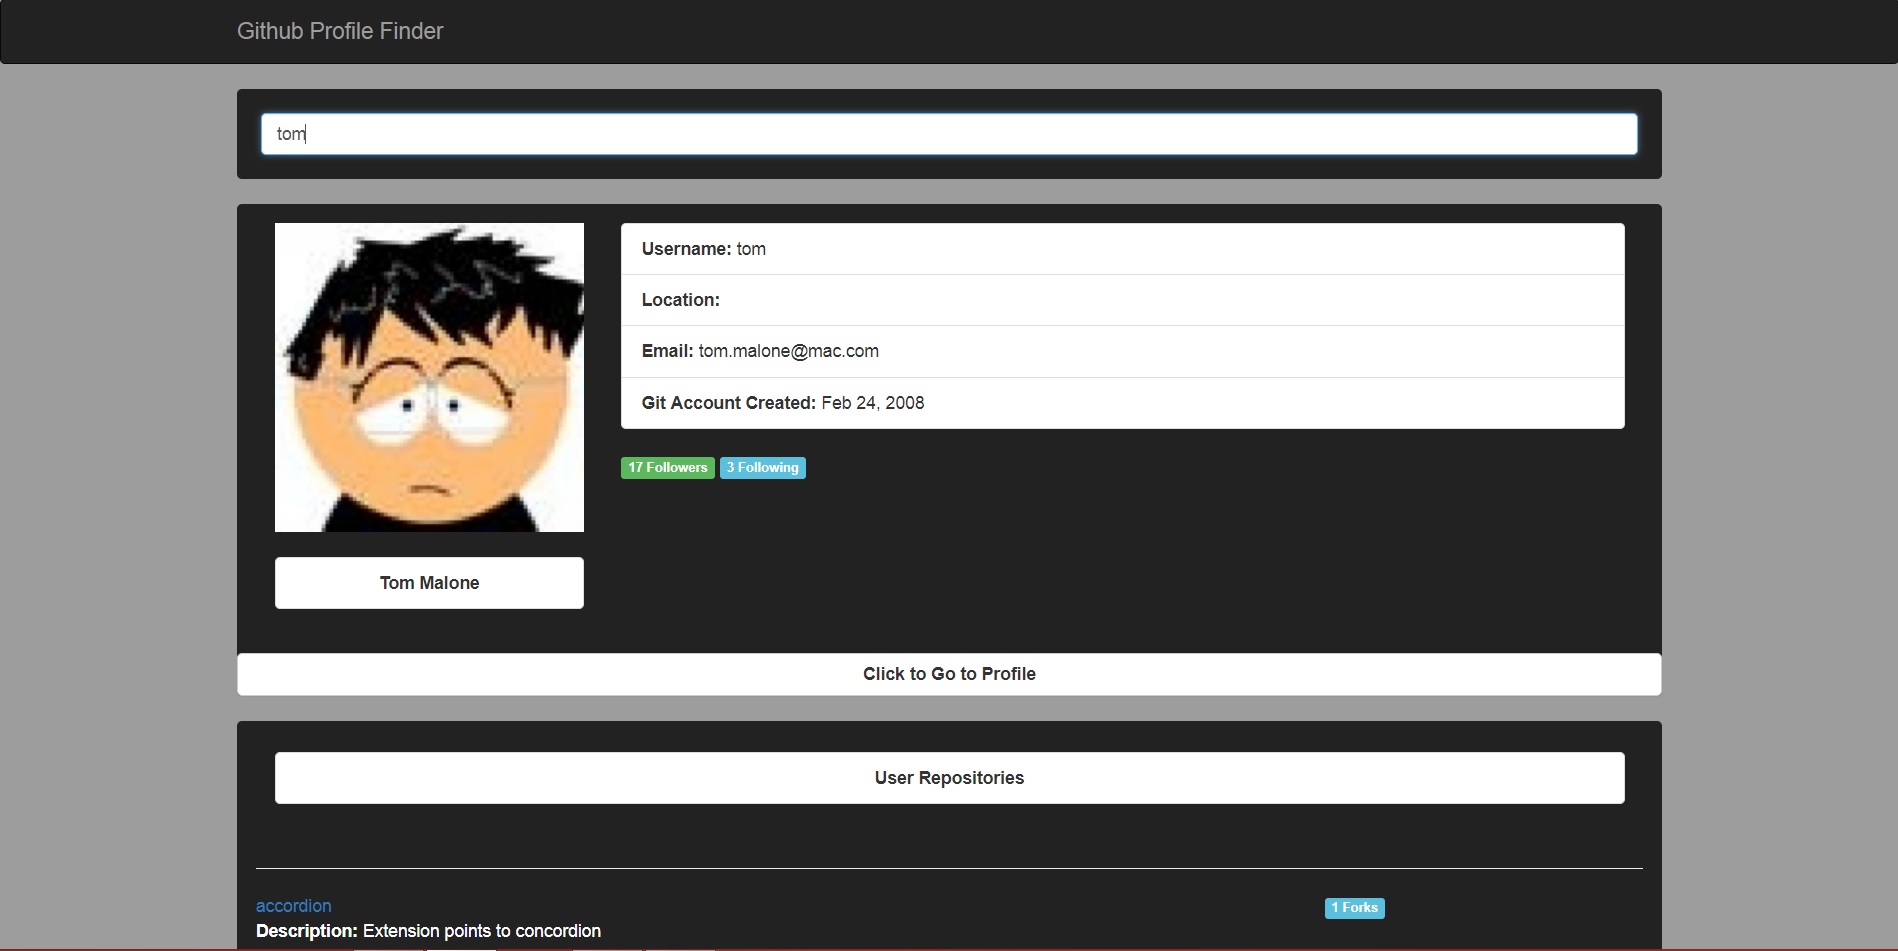 Github Profile Finder
tom
Username: tom
Location:
Email: tom.malone@mac.com
Git Account Created: Feb 24, 2008
17 Followers 3 Following
Tom Malone
Click to Go to Profile
User Repositories
accordion 1 Forks
Description: Extension points to concordion